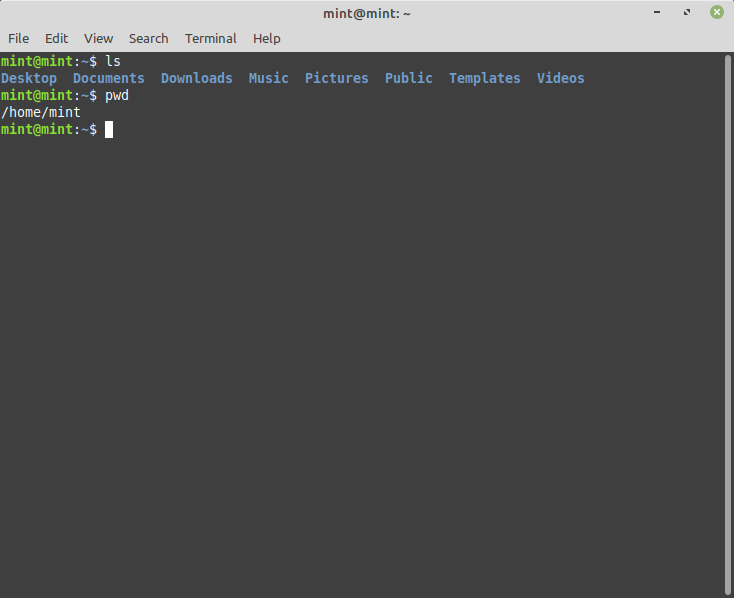 mint@mint: ~
File Edit View Search Terminal Help
mint@mint:~$ ls
Desktop Documents Downloads Music Pictures Public Templates Videos
mint@mint:~$ pwd
/home/mint
mint@mint:~$